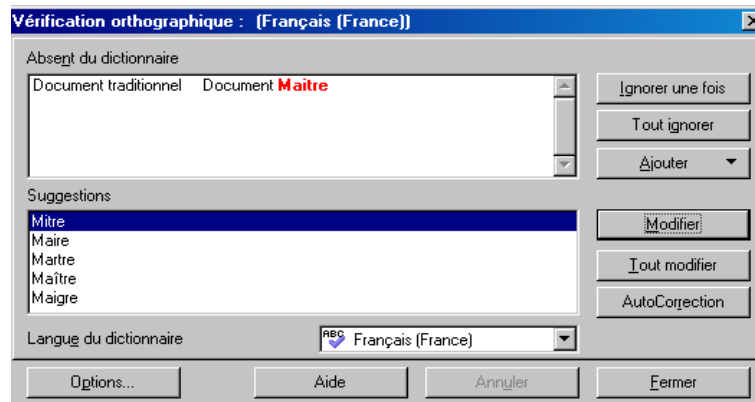 Vérification orthographique : (Français (France))
Absent du dictionnaire
Document traditionnel Document Maitre
Ignorer une fois
Tout ignorer
Ajouter
Suggestions
Mitre
Maire
Martre
Maître
Maigre
Modifier
Tout modifier
AutoCorrection
Langue du dictionnaire
ABC Français (France)
Options...
Aide
Annuler
Fermer